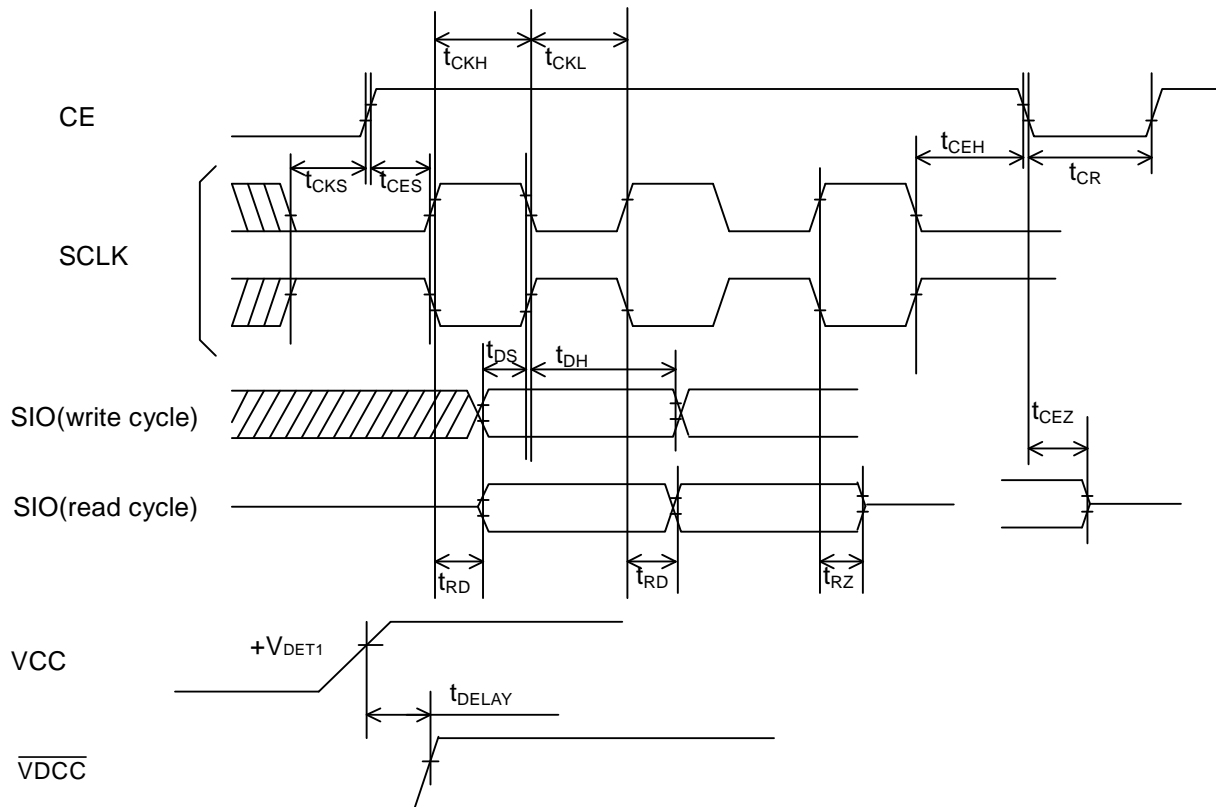 tCKH tCKL
CE
tCEH
tCKS tCES tCR
SCLK
tDS tDH
SIO(write cycle)
tCEZ
SIO(read cycle)
tRD tRD tRZ
+VDET1
VCC
tDELAY
VDCC